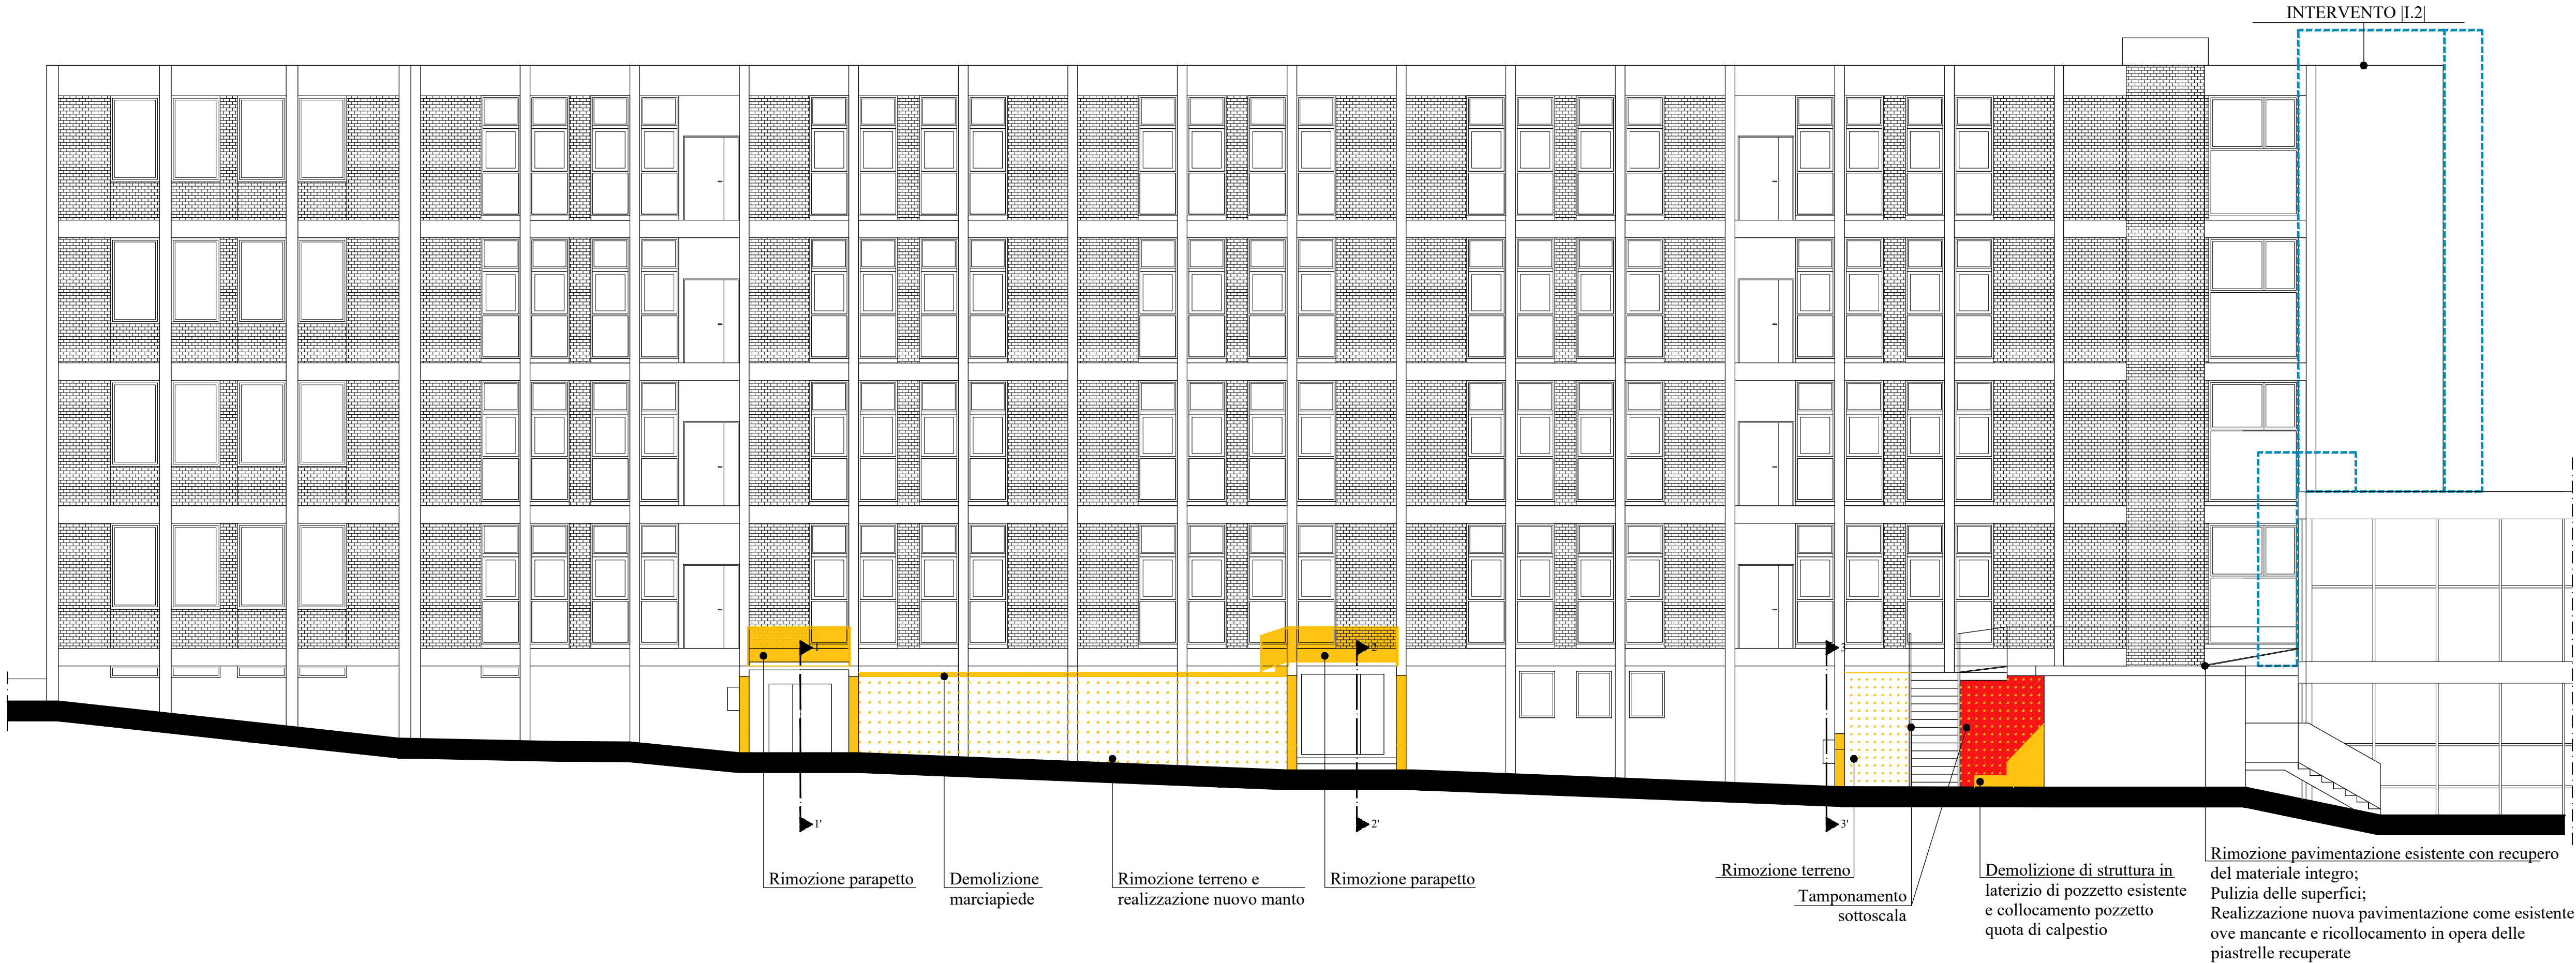 INTERVENTO |I.2|
1
2
3
1'
2'
3'
Rimozione parapetto
Demolizione
marciapiede
Rimozione terreno e
realizzazione nuovo manto
Rimozione parapetto
Rimozione terreno
Tamponamento
sottoscala
Demolizione di struttura in
laterizio di pozzetto esistente
e collocamento pozzetto
quota di calpestio
Rimozione pavimentazione esistente con recupero
del materiale integro;
Pulizia delle superfici;
Realizzazione nuova pavimentazione come esistente
ove mancante e ricollocamento in opera delle
piastrelle recuperate